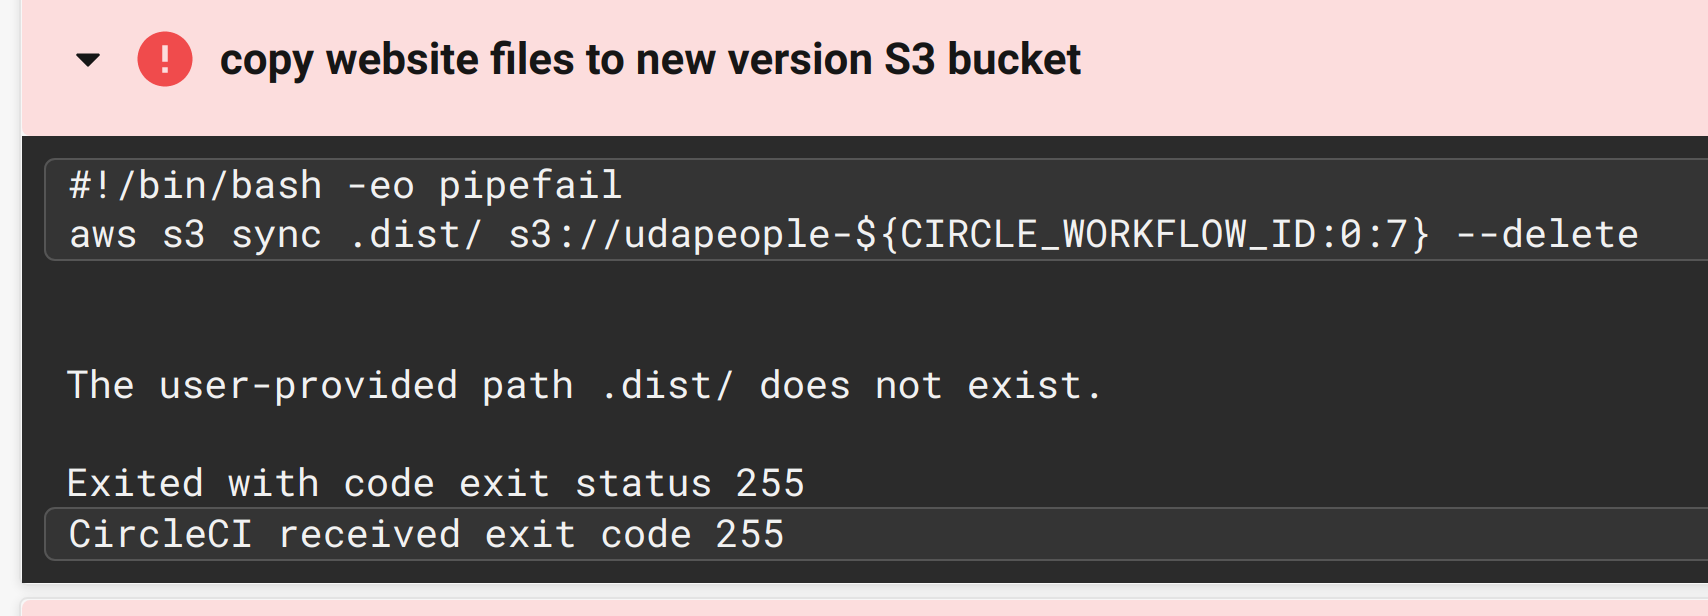 copy website files to new version S3 bucket
#!/bin/bash -eo pipefail
aws s3 sync .dist/ s3://udapeople-${CIRCLE_WORKFLOW_ID:0:7} --delete
The user-provided path .dist/ does not exist.
Exited with code exit status 255
CircleCI received exit code 255